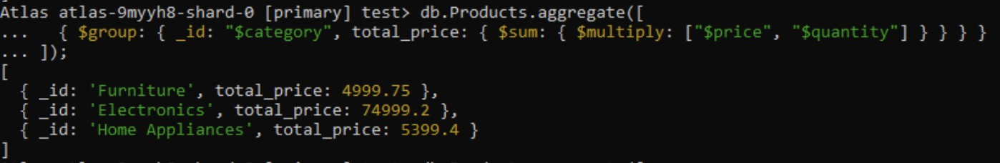 Atlas atlas-9myyh8-shard-0 [primary] test> db.Products.aggregate([
...   { $group: { _id: "$category", total_price: { $sum: { $multiply: ["$price", "$quantity"] } } } }
... ]);
[
  { _id: 'Furniture', total_price: 4999.75 },
  { _id: 'Electronics', total_price: 74999.2 },
  { _id: 'Home Appliances', total_price: 5399.4 }
]